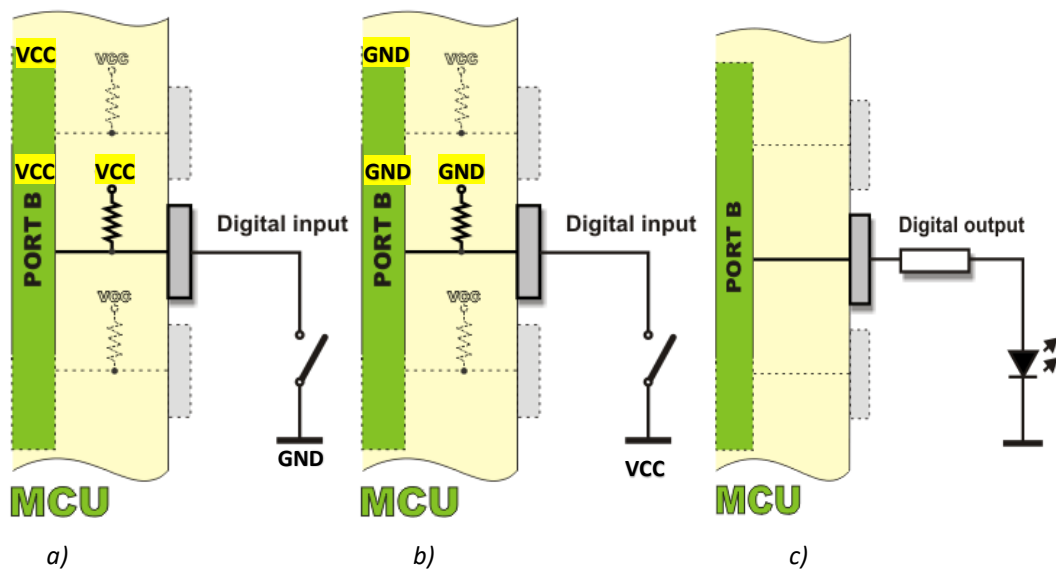 VCC
VCC
VCC
VCC
PORT B
Digital input
VCC
GND
MCU
a)
GND
VCC
GND
GND
PORT B
Digital input
VCC
VCC
MCU
b)
Digital output
PORT B
MCU
c)